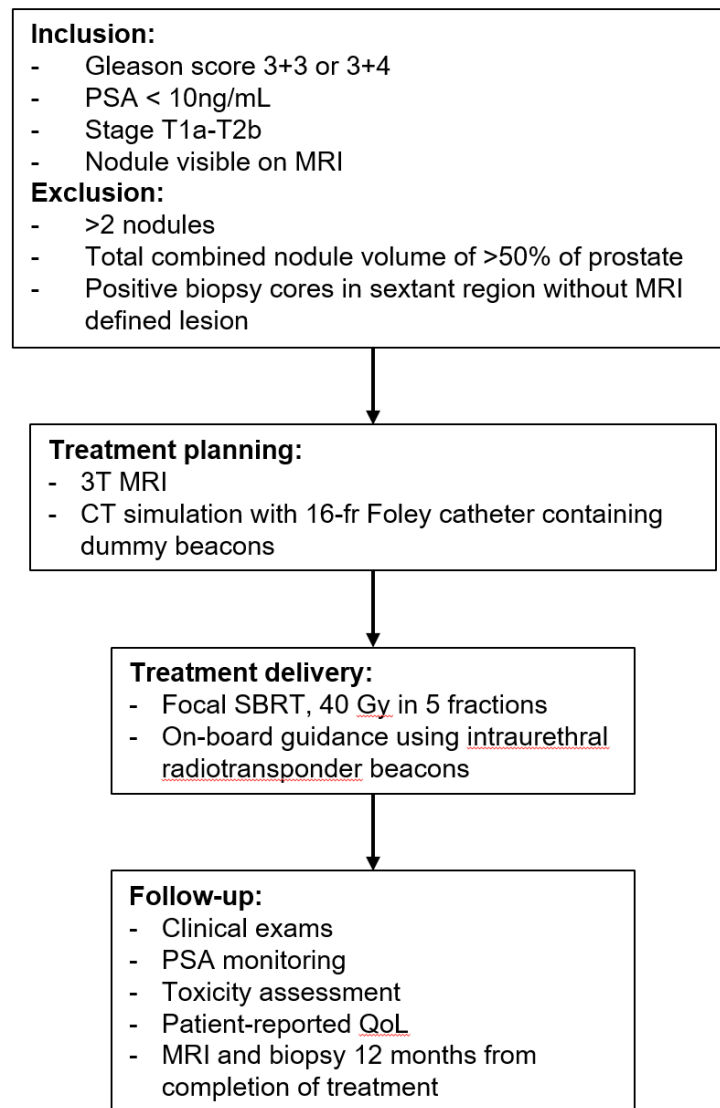 Inclusion:
- Gleason score 3+3 or 3+4
- PSA < 10ng/mL
- Stage T1a-T2b
- Nodule visible on MRI
Exclusion:
- >2 nodules
- Total combined nodule volume of >50% of prostate
- Positive biopsy cores in sextant region without MRI
defined lesion
Treatment planning:
- 3T MRI
- CT simulation with 16-fr Foley catheter containing
dummy beacons
Treatment delivery:
- Focal SBRT, 40 Gy in 5 fractions
- On-board guidance using intraurethral
radiotransponder beacons
Follow-up:
- Clinical exams
- PSA monitoring
- Toxicity assessment
- Patient-reported QoL
- MRI and biopsy 12 months from
completion of treatment